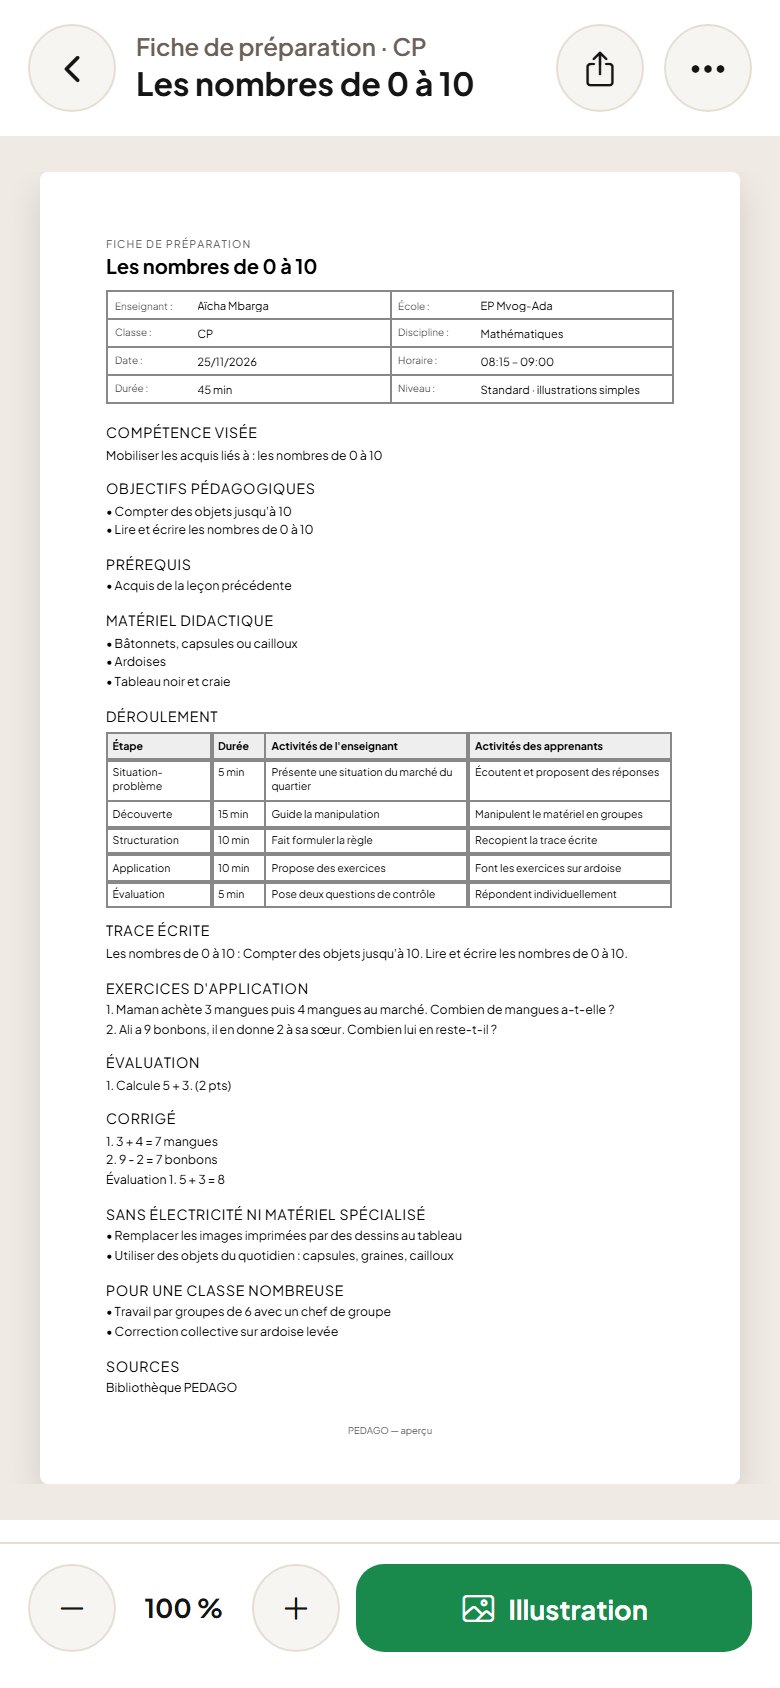 Fiche de préparation · CP
Les nombres de 0 à 10
FICHE DE PRÉPARATION
Les nombres de 0 à 10
Enseignant : Aïcha Mbarga École : EP Mvog-Ada
Classe : CP Discipline : Mathématiques
Date : 25/11/2026 Horaire : 08:15 – 09:00
Durée : 45 min Niveau : Standard · illustrations simples
COMPÉTENCE VISÉE
Mobiliser les acquis liés à : les nombres de 0 à 10
OBJECTIFS PÉDAGOGIQUES
• Compter des objets jusqu'à 10
• Lire et écrire les nombres de 0 à 10
PRÉREQUIS
• Acquis de la leçon précédente
MATÉRIEL DIDACTIQUE
• Bâtonnets, capsules ou cailloux
• Ardoises
• Tableau noir et craie
DÉROULEMENT
Étape Durée Activités de l'enseignant Activités des apprenants
Situation-problème 5 min Présente une situation du marché du quartier Écoutent et proposent des réponses
Découverte 15 min Guide la manipulation Manipulent le matériel en groupes
Structuration 10 min Fait formuler la règle Recopient la trace écrite
Application 10 min Propose des exercices Font les exercices sur ardoise
Évaluation 5 min Pose deux questions de contrôle Répondent individuellement
TRACE ÉCRITE
Les nombres de 0 à 10 : Compter des objets jusqu'à 10. Lire et écrire les nombres de 0 à 10.
EXERCICES D'APPLICATION
1. Maman achète 3 mangues puis 4 mangues au marché. Combien de mangues a-t-elle ?
2. Ali a 9 bonbons, il en donne 2 à sa sœur. Combien lui en reste-t-il ?
ÉVALUATION
1. Calcule 5 + 3. (2 pts)
CORRIGÉ
1. 3 + 4 = 7 mangues
2. 9 - 2 = 7 bonbons
Évaluation 1. 5 + 3 = 8
SANS ÉLECTRICITÉ NI MATÉRIEL SPÉCIALISÉ
• Remplacer les images imprimées par des dessins au tableau
• Utiliser des objets du quotidien : capsules, graines, cailloux
POUR UNE CLASSE NOMBREUSE
• Travail par groupes de 6 avec un chef de groupe
• Correction collective sur ardoise levée
SOURCES
Bibliothèque PEDAGO
PEDAGO — aperçu
100 %
Illustration